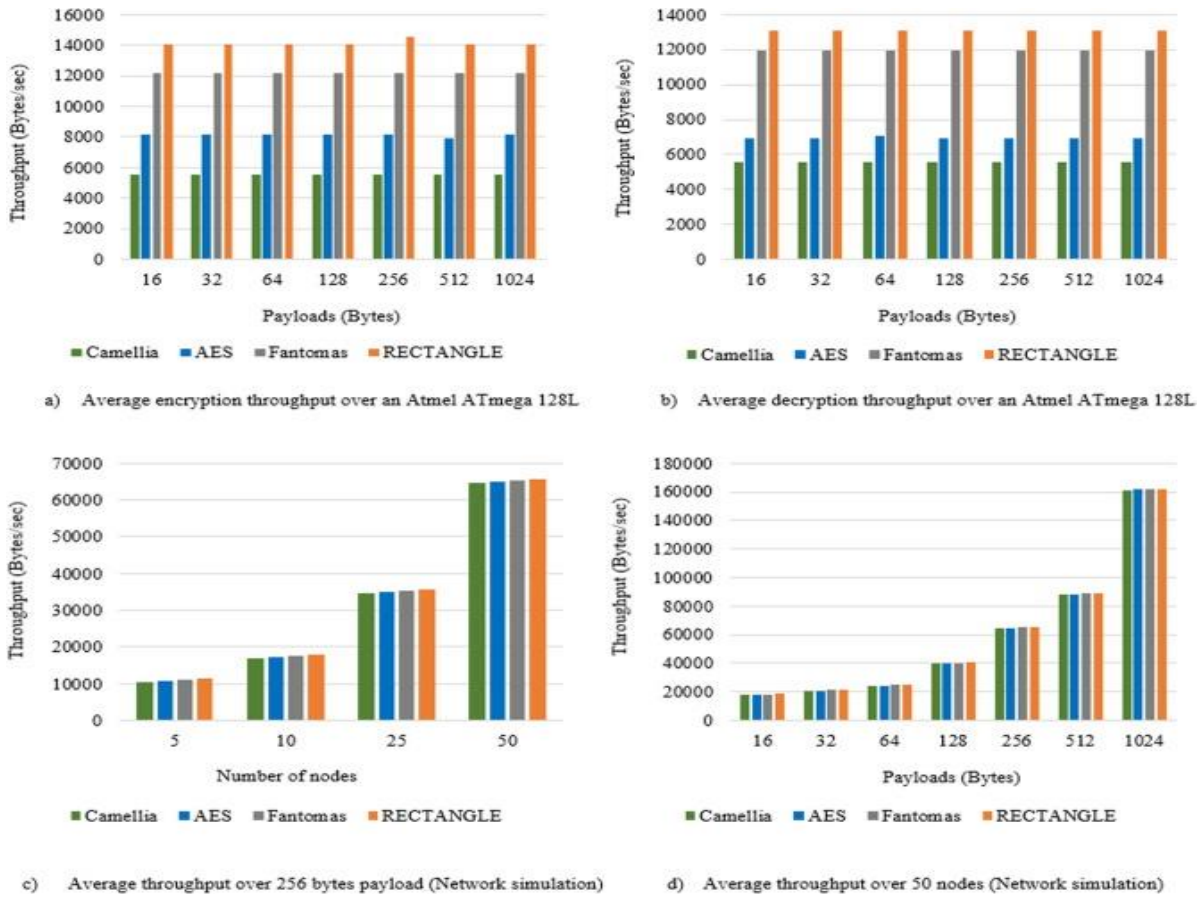 Throughput (Bytes/sec)
16000
14000
12000
10000
8000
6000
4000
2000
0
16 32 64 128 256 512 1024
Payloads (Bytes)
Camellia AES Fantomas RECTANGLE
a) Average encryption throughput over an Atmel ATmega 128L
Throughput (Bytes/sec)
14000
12000
10000
8000
6000
4000
2000
0
16 32 64 128 256 512 1024
Payloads (Bytes)
Camellia AES Fantomas RECTANGLE
b) Average decryption throughput over an Atmel ATmega 128L
Throughput (Bytes/sec)
70000
60000
50000
40000
30000
20000
10000
0
5 10 25 50
Number of nodes
Camellia AES Fantomas RECTANGLE
c) Average throughput over 256 bytes payload (Network simulation)
Throughput (Bytes/sec)
180000
160000
140000
120000
100000
80000
60000
40000
20000
0
16 32 64 128 256 512 1024
Payloads (Bytes)
Camellia AES Fantomas RECTANGLE
d) Average throughput over 50 nodes (Network simulation)